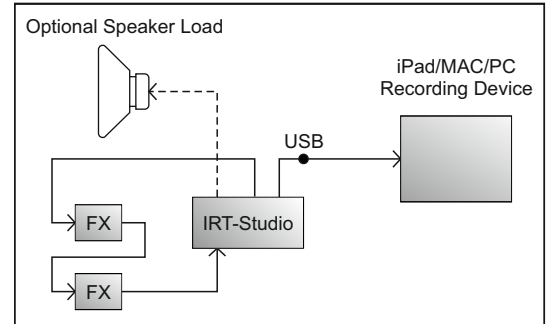 Optional Speaker Load
iPad/MAC/PC
Recording Device
USB
FX
IRT-Studio
FX